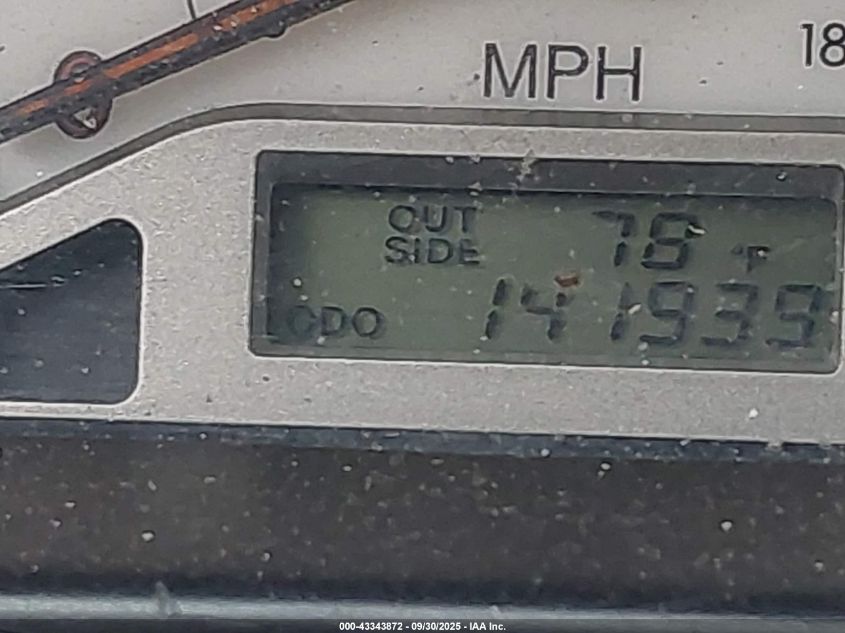 MPH
18
OUT
SIDE 78 °F
ODO 141939
000-43343872 - 09/30/2025 - IAA Inc.